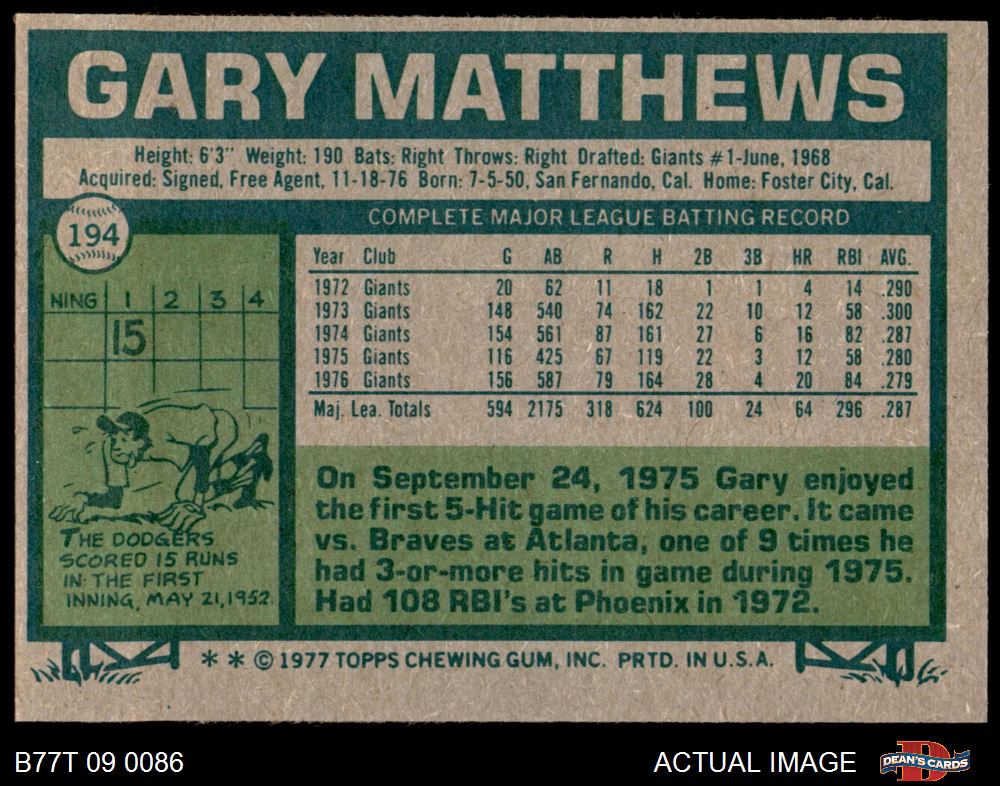 GARY MATTHEWS
Height: 6'3" Weight: 190 Bats: Right Throws: Right Drafted: Giants #1-June, 1968
Acquired: Signed, Free Agent, 11-18-76 Born: 7-5-50, San Fernando, Cal. Home: Foster City, Cal.
194
COMPLETE MAJOR LEAGUE BATTING RECORD
Year Club G AB R H 2B 3B HR RBI AVG.
1972 Giants 20 62 11 18 1 1 4 14 .290
1973 Giants 148 540 74 162 22 10 12 58 .300
1974 Giants 154 561 87 161 27 6 16 82 .287
1975 Giants 116 425 67 119 22 3 12 58 .280
1976 Giants 156 587 79 164 28 4 20 84 .279
Maj. Lea. Totals 594 2175 318 624 100 24 64 296 .287
NING 1 2 3 4
15
THE DODGERS
SCORED 15 RUNS
IN THE FIRST
INNING, MAY 21, 1952.
On September 24, 1975 Gary enjoyed
the first 5-Hit game of his career. It came
vs. Braves at Atlanta, one of 9 times he
had 3-or-more hits in game during 1975.
Had 108 RBI's at Phoenix in 1972.
* * © 1977 TOPPS CHEWING GUM, INC. PRTD. IN U.S.A.
B77T 09 0086
ACTUAL IMAGE
D
DEAN'S CARDS